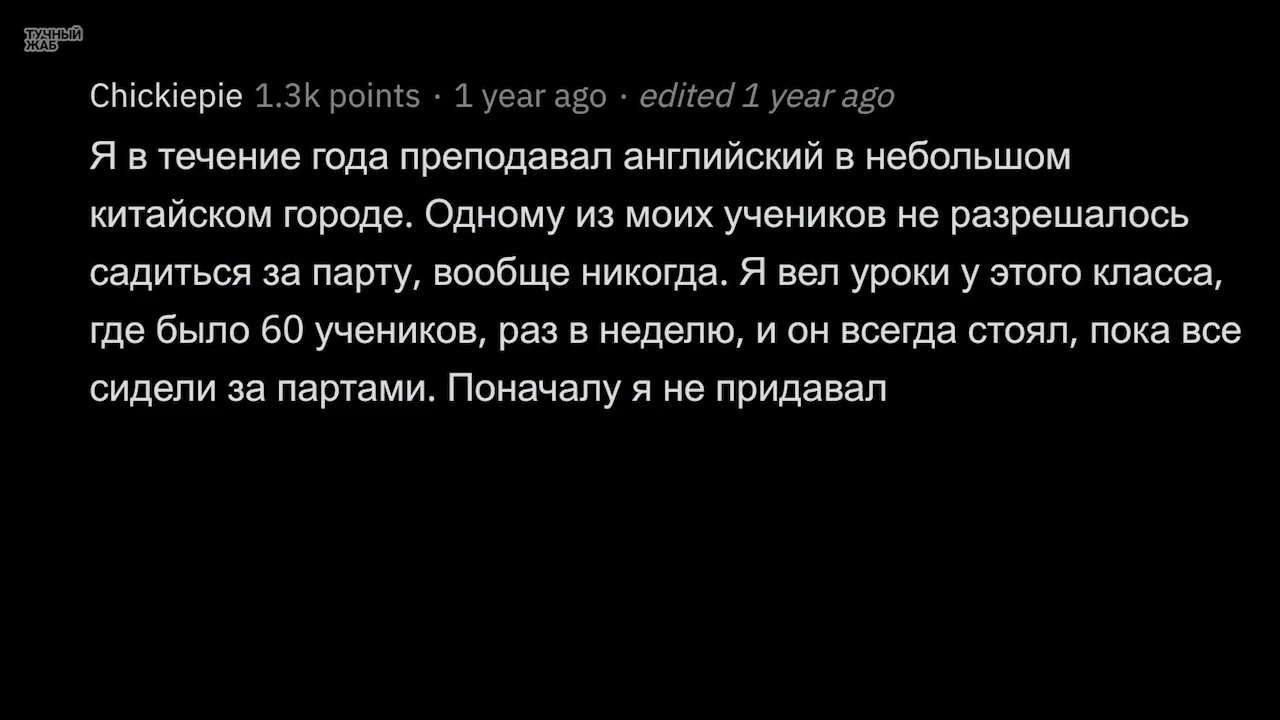 ТУЧНЫЙ
ЖАБ
Chickiepie 1.3k points · 1 year ago · edited 1 year ago
Я в течение года преподавал английский в небольшом
китайском городе. Одному из моих учеников не разрешалось
садиться за парту, вообще никогда. Я вел уроки у этого класса,
где было 60 учеников, раз в неделю, и он всегда стоял, пока все
сидели за партами. Поначалу я не придавал